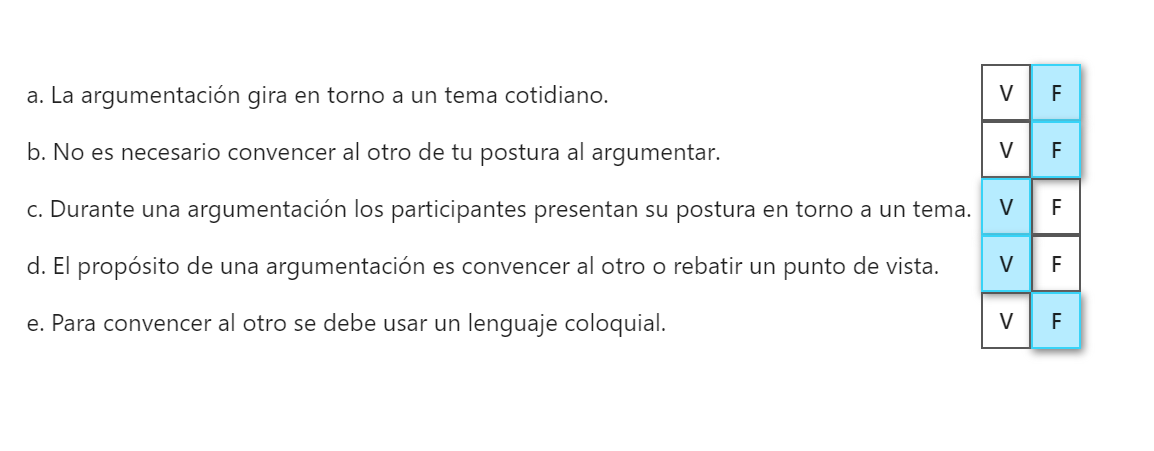 a. La argumentación gira en torno a un tema cotidiano. V F
b. No es necesario convencer al otro de tu postura al argumentar. V F
c. Durante una argumentación los participantes presentan su postura en torno a un tema. V F
d. El propósito de una argumentación es convencer al otro o rebatir un punto de vista. V F
e. Para convencer al otro se debe usar un lenguaje coloquial. V F